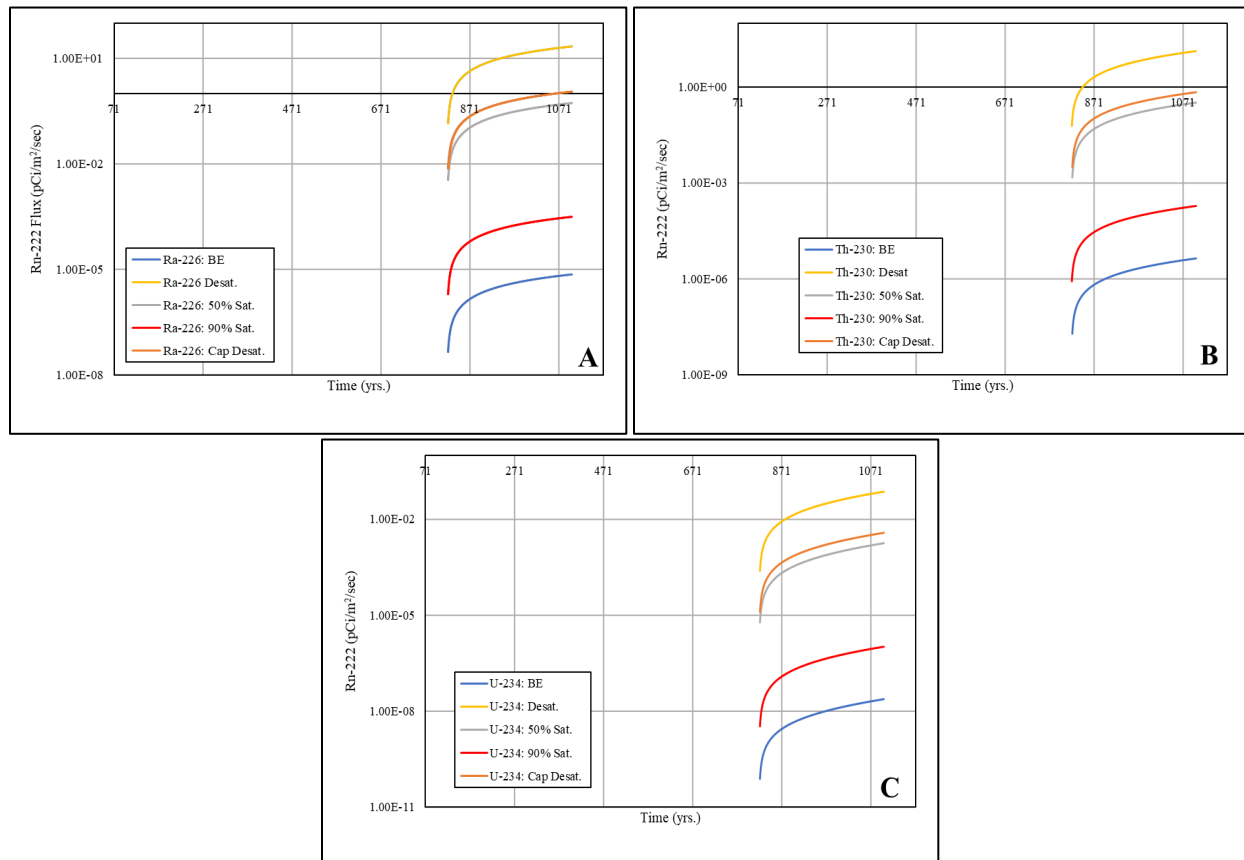 Rn-222 Flux (pCi/m²/sec)
1.00E+01
71 271 471 671 871 1071
1.00E-02
1.00E-05
1.00E-08
Ra-226: BE
Ra-226 Desat.
Ra-226: 50% Sat.
Ra-226: 90% Sat.
Ra-226: Cap Desat.
A
Time (yrs.)
Rn-222 (pCi/m²/sec)
1.00E+00
71 271 471 671 871 1071
1.00E-03
1.00E-06
1.00E-09
Th-230: BE
Th-230: Desat
Th-230: 50% Sat.
Th-230: 90% Sat.
Th-230: Cap Desat.
B
Time (yrs.)
Rn-222 (pCi/m²/sec)
71 271 471 671 871 1071
1.00E-02
1.00E-05
1.00E-08
1.00E-11
U-234: BE
U-234: Desat.
U-234: 50% Sat.
U-234: 90% Sat.
U-234: Cap Desat.
C
Time (yrs.)